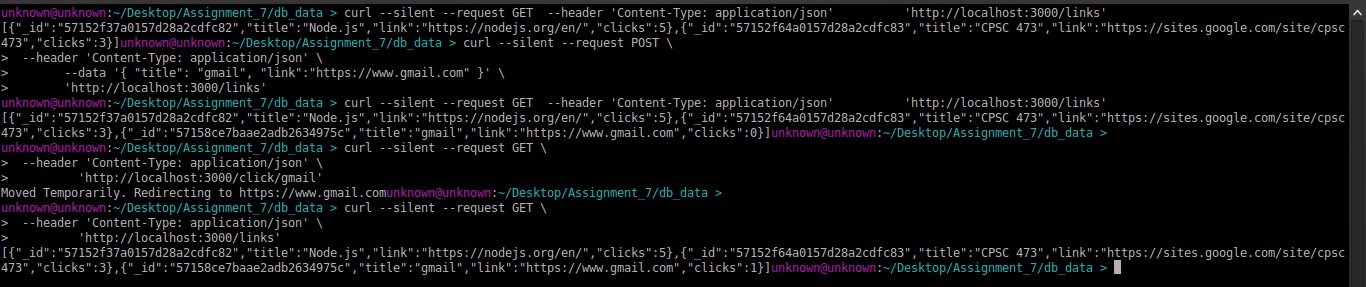 unknown@unknown:~/Desktop/Assignment_7/db_data > curl --silent --request GET  --header 'Content-Type: application/json'          'http://localhost:3000/links'
[{"_id":"57152f37a0157d28a2cdfc82","title":"Node.js","link":"https://nodejs.org/en/","clicks":5},{"_id":"57152f64a0157d28a2cdfc83","title":"CPSC 473","link":"https://sites.google.com/site/cpsc
473","clicks":3}]unknown@unknown:~/Desktop/Assignment_7/db_data > curl --silent --request POST \
>  --header 'Content-Type: application/json' \
>        --data '{ "title": "gmail", "link":"https://www.gmail.com" }' \
>        'http://localhost:3000/links'
unknown@unknown:~/Desktop/Assignment_7/db_data > curl --silent --request GET  --header 'Content-Type: application/json'          'http://localhost:3000/links'
[{"_id":"57152f37a0157d28a2cdfc82","title":"Node.js","link":"https://nodejs.org/en/","clicks":5},{"_id":"57152f64a0157d28a2cdfc83","title":"CPSC 473","link":"https://sites.google.com/site/cpsc
473","clicks":3},{"_id":"57158ce7baae2adb2634975c","title":"gmail","link":"https://www.gmail.com","clicks":0}]unknown@unknown:~/Desktop/Assignment_7/db_data >
unknown@unknown:~/Desktop/Assignment_7/db_data > curl --silent --request GET \
>  --header 'Content-Type: application/json' \
>          'http://localhost:3000/click/gmail'
Moved Temporarily. Redirecting to https://www.gmail.comunknown@unknown:~/Desktop/Assignment_7/db_data >
unknown@unknown:~/Desktop/Assignment_7/db_data > curl --silent --request GET \
>  --header 'Content-Type: application/json' \
>          'http://localhost:3000/links'
[{"_id":"57152f37a0157d28a2cdfc82","title":"Node.js","link":"https://nodejs.org/en/","clicks":5},{"_id":"57152f64a0157d28a2cdfc83","title":"CPSC 473","link":"https://sites.google.com/site/cpsc
473","clicks":3},{"_id":"57158ce7baae2adb2634975c","title":"gmail","link":"https://www.gmail.com","clicks":1}]unknown@unknown:~/Desktop/Assignment_7/db_data >